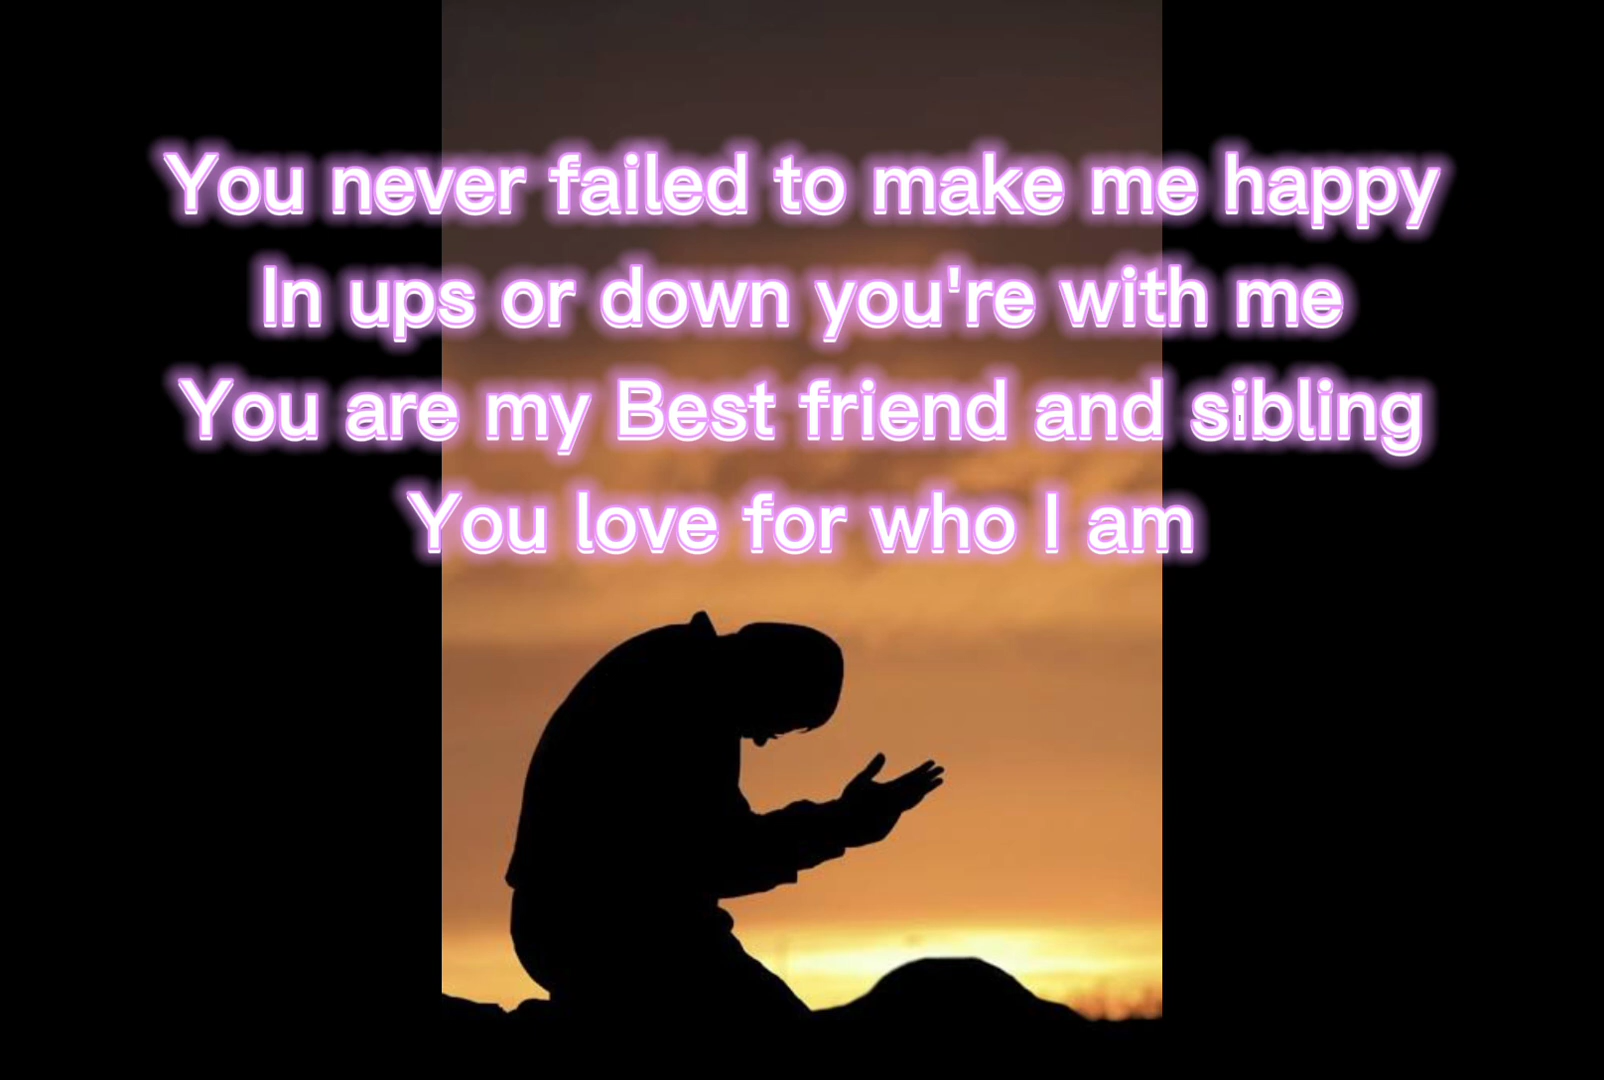 You never failed to make me happy
In ups or down you're with me
You are my Best friend and sibling
You love for who I am